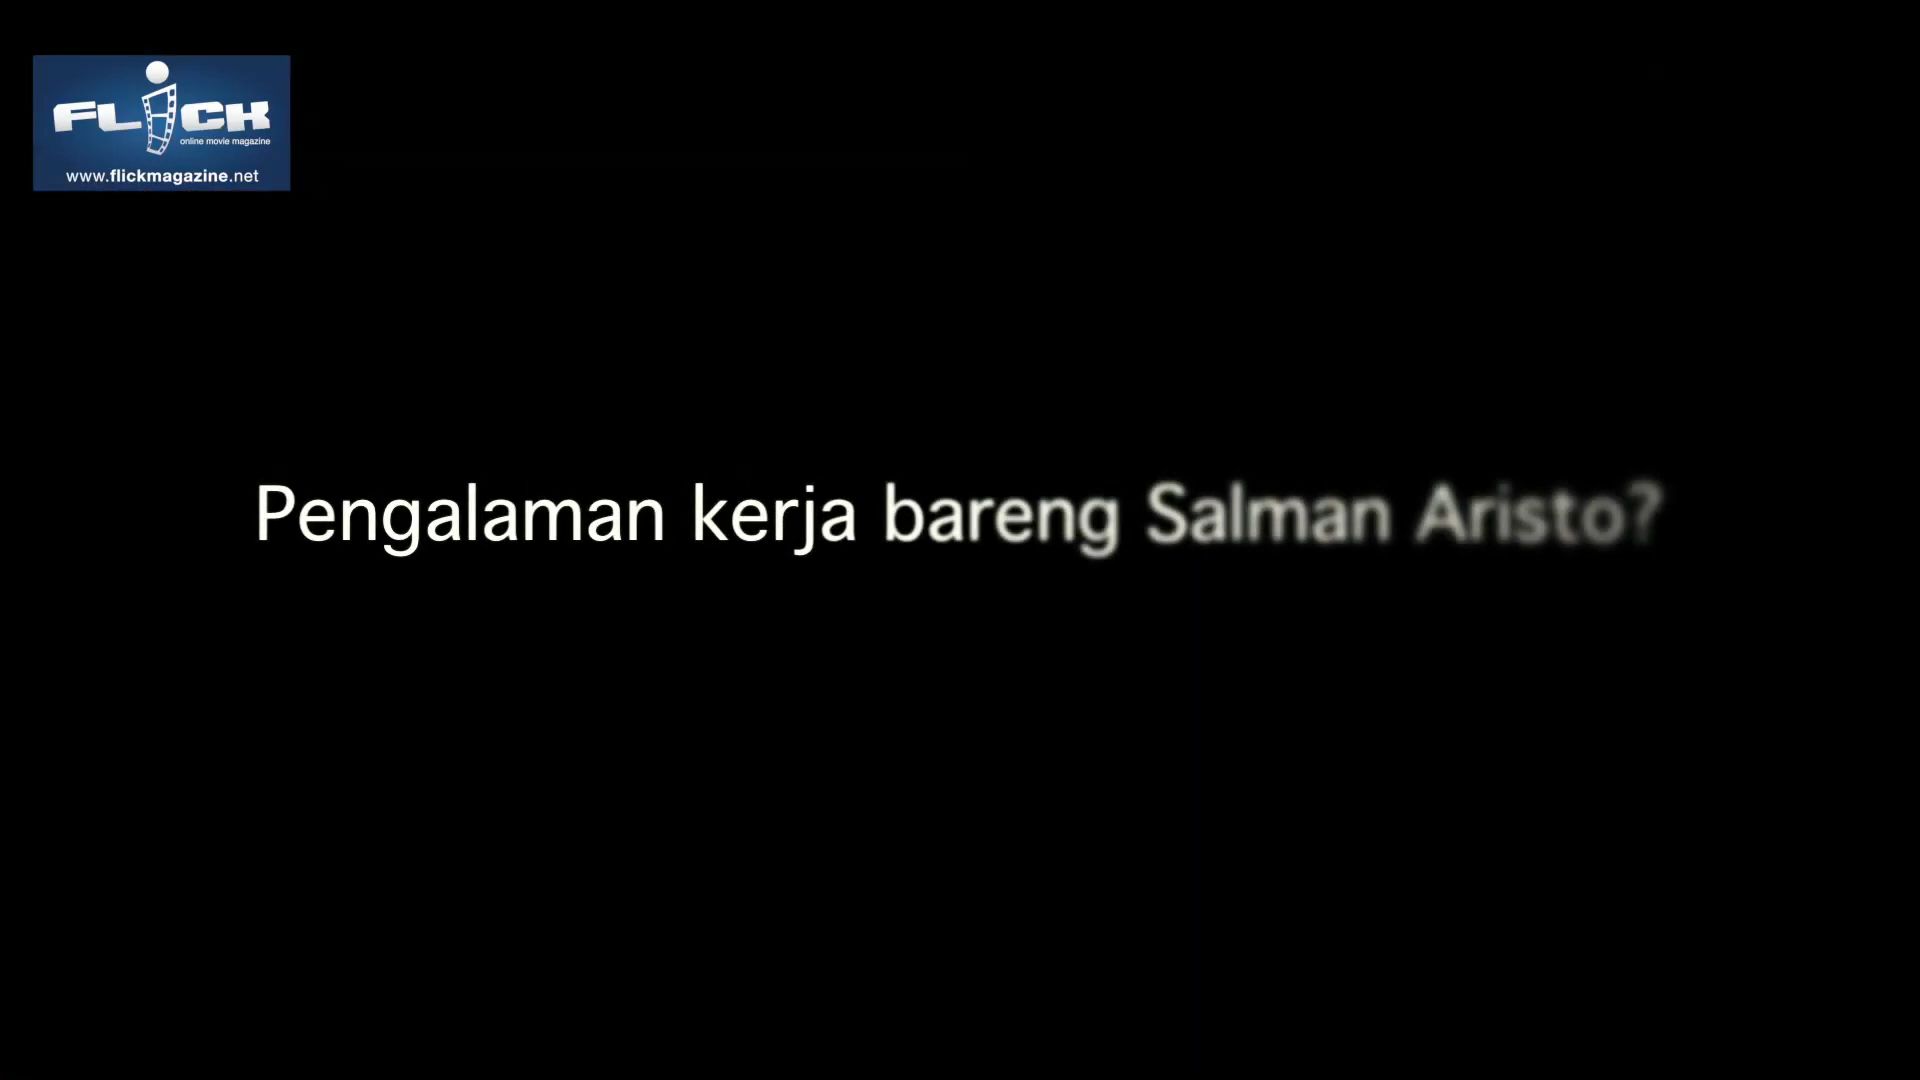 FLiCK
online movie magazine
www.flickmagazine.net
Pengalaman kerja bareng Salman Aristo?